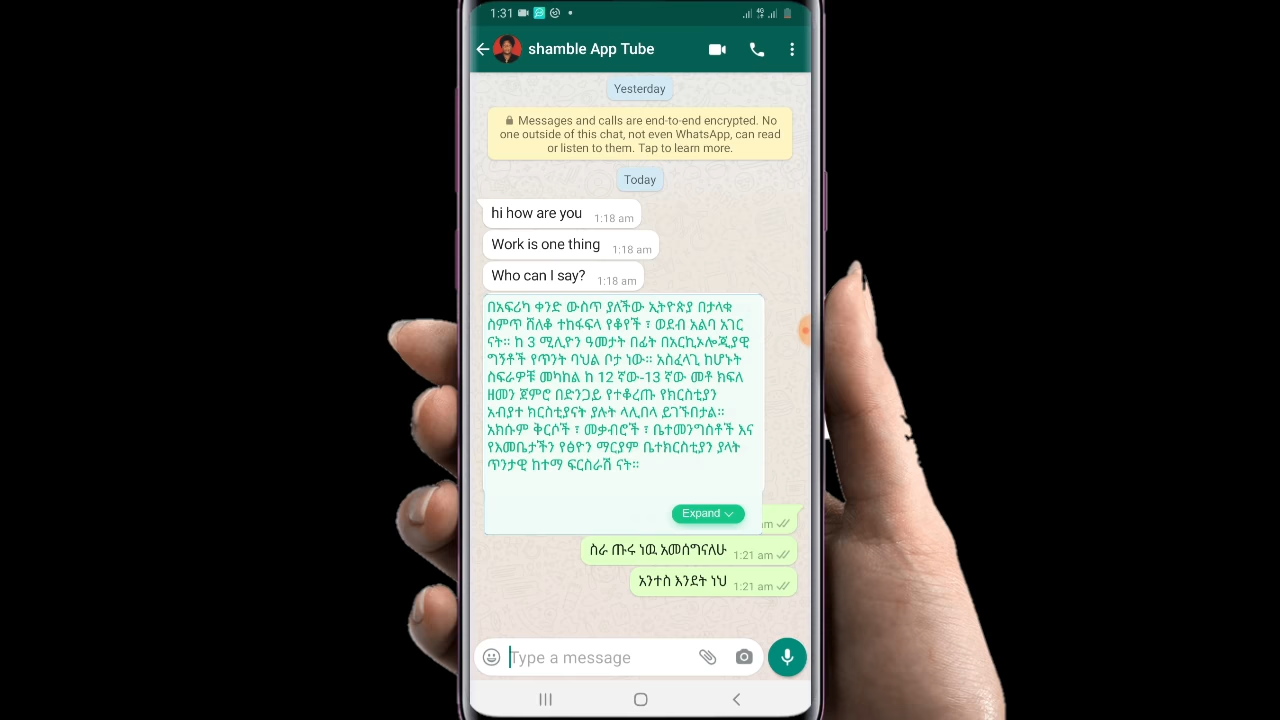 1:31
4G
shamble App Tube
Yesterday
Messages and calls are end-to-end encrypted. No
one outside of this chat, not even WhatsApp, can read
or listen to them. Tap to learn more.
Today
hi how are you 1:18 am
Work is one thing 1:18 am
Who can I say? 1:18 am
በአፍሪካ ቀንድ ውስጥ ያለችው ኢትዮጵያ በታላቁ
ስምጥ ሸለቆ ተከፋፍላ የቆየች ፣ ወደብ አልባ አገር
ናት። ከ 3 ሚሊዮን ዓመታት በፊት በአርኪኦሎጂያዊ
ግኝቶች የጥንት ባህል ቦታ ነው። አስፈላጊ ከሆኑት
ስፍራዎቹ መካከል ከ 12 ኛው-13 ኛው መቶ ክፍለ
ዘመን ጀምሮ በድንጋይ የተቆረጡ የክርስቲያን
አብያተ ክርስቲያናት ያሉት ላሊበላ ይገኙበታል።
አክሱም ቅርሶች ፣ መቃብሮች ፣ ቤተመንግስቶች እና
የእመቤታችን የፅዮን ማርያም ቤተክርስቲያን ያላት
ጥንታዊ ከተማ ፍርስራሽ ናት።
Expand
am
ስራ ጡሩ ነዉ አመሰግናለሁ 1:21 am
አንተስ እንደት ነህ 1:21 am
Type a message